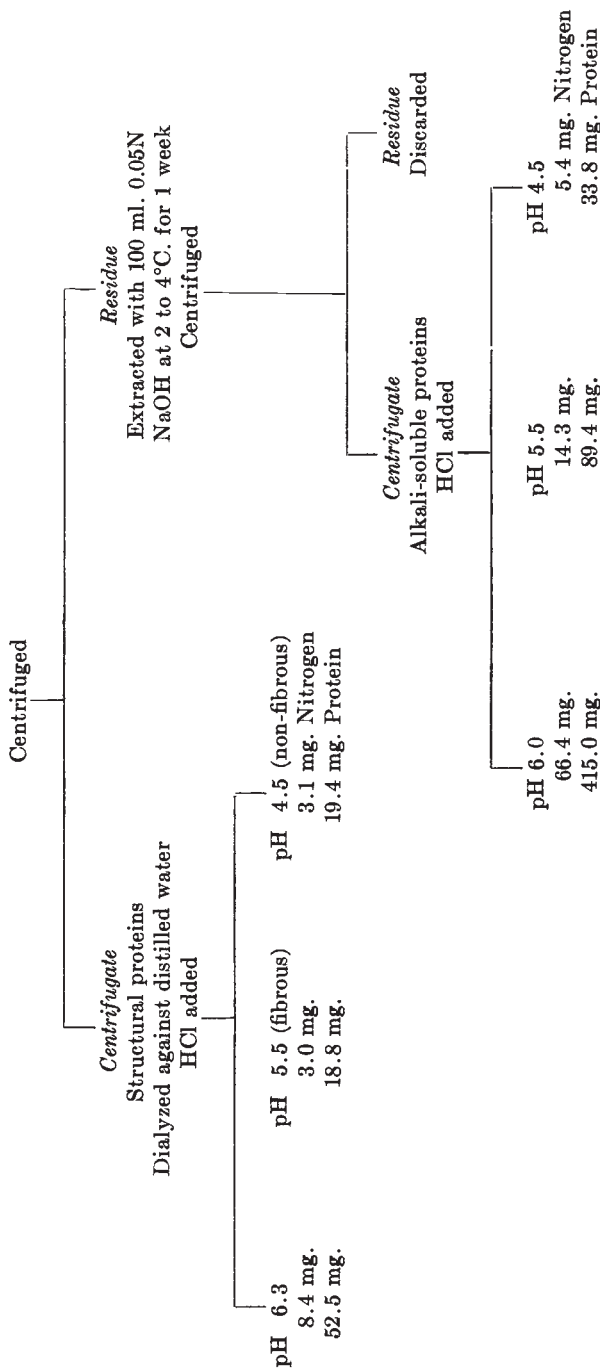 Centrifuged
Centrifugate
Structural proteins
Dialyzed against distilled water
HCl added
pH 6.3
8.4 mg.
52.5 mg.
pH 5.5 (fibrous)
3.0 mg.
18.8 mg.
pH 4.5 (non-fibrous)
3.1 mg. Nitrogen
19.4 mg. Protein
Residue
Extracted with 100 ml. 0.05N
NaOH at 2 to 4°C. for 1 week
Centrifuged
Centrifugate
Alkali-soluble proteins
HCl added
pH 6.0
66.4 mg.
415.0 mg.
pH 5.5
14.3 mg.
89.4 mg.
pH 4.5
5.4 mg. Nitrogen
33.8 mg. Protein
Residue
Discarded